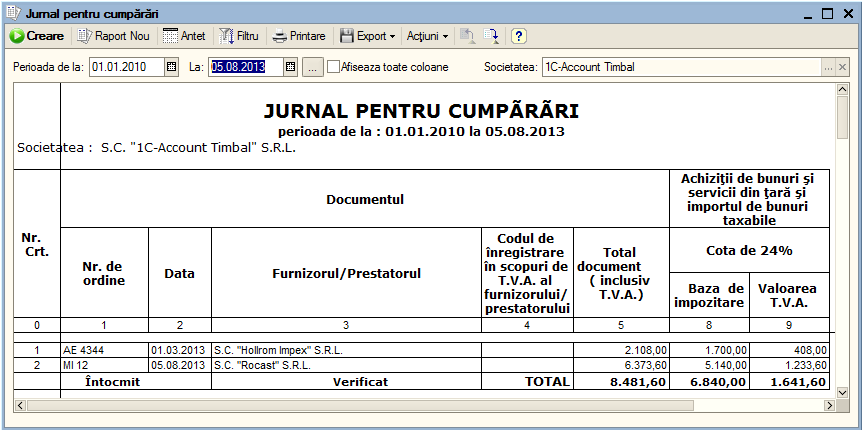 Jurnal pentru cumpărări
Creare Raport Nou Antet Filtru Printare Export Acţiuni ?
Perioada de la: 01.01.2010 La: 05.08.2013 ... Afiseaza toate coloane Societatea: 1C-Account Timbal ... ×
JURNAL PENTRU CUMPĂRĂRI
perioada de la : 01.01.2010 la 05.08.2013
Societatea : S.C. "1C-Account Timbal" S.R.L.
Nr.
Crt.
Documentul
Achiziţii de bunuri şi
servicii din ţară şi
importul de bunuri
taxabile
Nr. de
ordine
Data
Furnizorul/Prestatorul
Codul de
înregistrare
în scopuri de
T.V.A. al
furnizorului/
prestatorului
Total
document
( inclusiv
T.V.A.)
Cota de 24%
Baza de
impozitare
Valoarea
T.V.A.
0 1 2 3 4 5 8 9
1 AE 4344 01.03.2013 S.C. "Hollrom Impex" S.R.L. 2.108,00 1.700,00 408,00
2 MI 12 05.08.2013 S.C. "Rocast" S.R.L. 6.373,60 5.140,00 1.233,60
Întocmit Verificat TOTAL 8.481,60 6.840,00 1.641,60